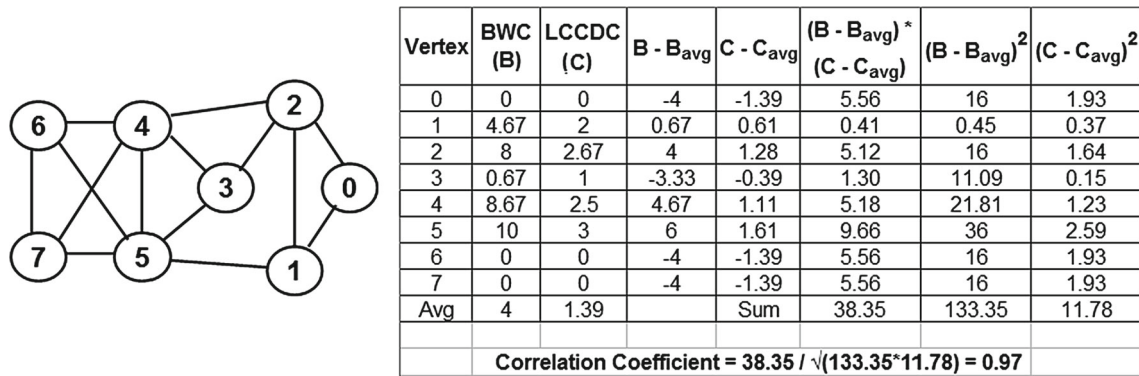 6
4
2
3
0
7
5
1
Vertex BWC (B) LCCDC (C) B - Bavg C - Cavg (B - Bavg) * (C - Cavg) (B - Bavg)² (C - Cavg)²
0 0 0 -4 -1.39 5.56 16 1.93
1 4.67 2 0.67 0.61 0.41 0.45 0.37
2 8 2.67 4 1.28 5.12 16 1.64
3 0.67 1 -3.33 -0.39 1.30 11.09 0.15
4 8.67 2.5 4.67 1.11 5.18 21.81 1.23
5 10 3 6 1.61 9.66 36 2.59
6 0 0 -4 -1.39 5.56 16 1.93
7 0 0 -4 -1.39 5.56 16 1.93
Avg 4 1.39 Sum 38.35 133.35 11.78
Correlation Coefficient = 38.35 / √(133.35*11.78) = 0.97